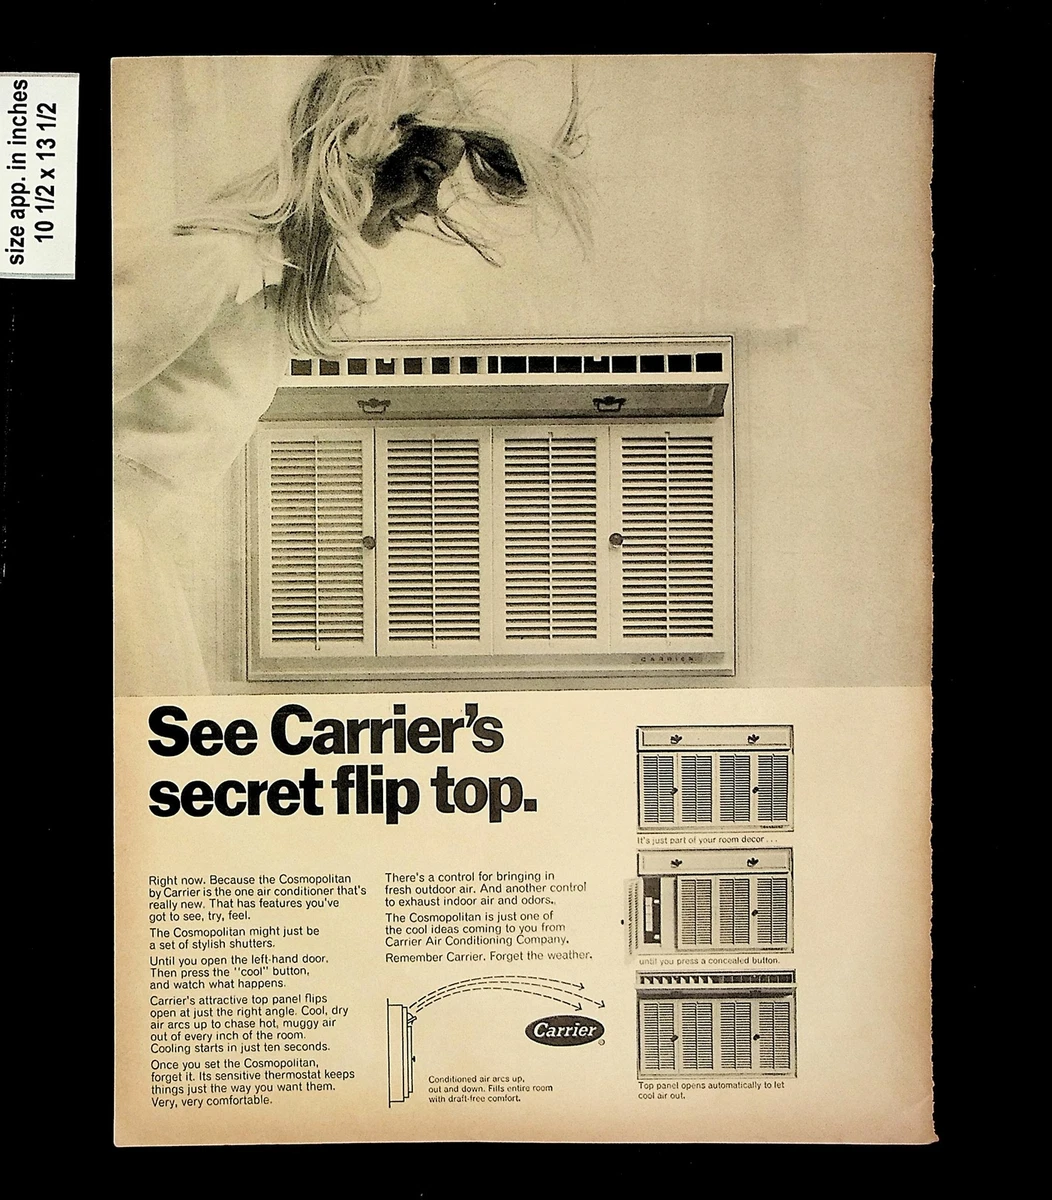 size app. in inches
10 1/2 x 13 1/2
CARRIER
See Carrier's
secret flip top.
Right now. Because the Cosmopolitan
by Carrier is the one air conditioner that's
really new. That has features you've
got to see, try, feel.
The Cosmopolitan might just be
a set of stylish shutters.
Until you open the left-hand door.
Then press the "cool" button,
and watch what happens.
Carrier's attractive top panel flips
open at just the right angle. Cool, dry
air arcs up to chase hot, muggy air
out of every inch of the room.
Cooling starts in just ten seconds.
Once you set the Cosmopolitan,
forget it. Its sensitive thermostat keeps
things just the way you want them.
Very, very comfortable.
There's a control for bringing in
fresh outdoor air. And another control
to exhaust indoor air and odors.
The Cosmopolitan is just one of
the cool ideas coming to you from
Carrier Air Conditioning Company.
Remember Carrier. Forget the weather.
Carrier
®
Conditioned air arcs up,
out and down. Fills entire room
with draft-free comfort.
It's just part of your room decor ...
until you press a concealed button.
Top panel opens automatically to let
cool air out.